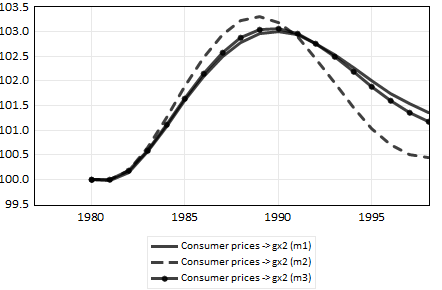 103.5
103.0
102.5
102.0
101.5
101.0
100.5
100.0
99.5
1980 1985 1990 1995
Consumer prices -> gx2 (m1)
Consumer prices -> gx2 (m2)
Consumer prices -> gx2 (m3)